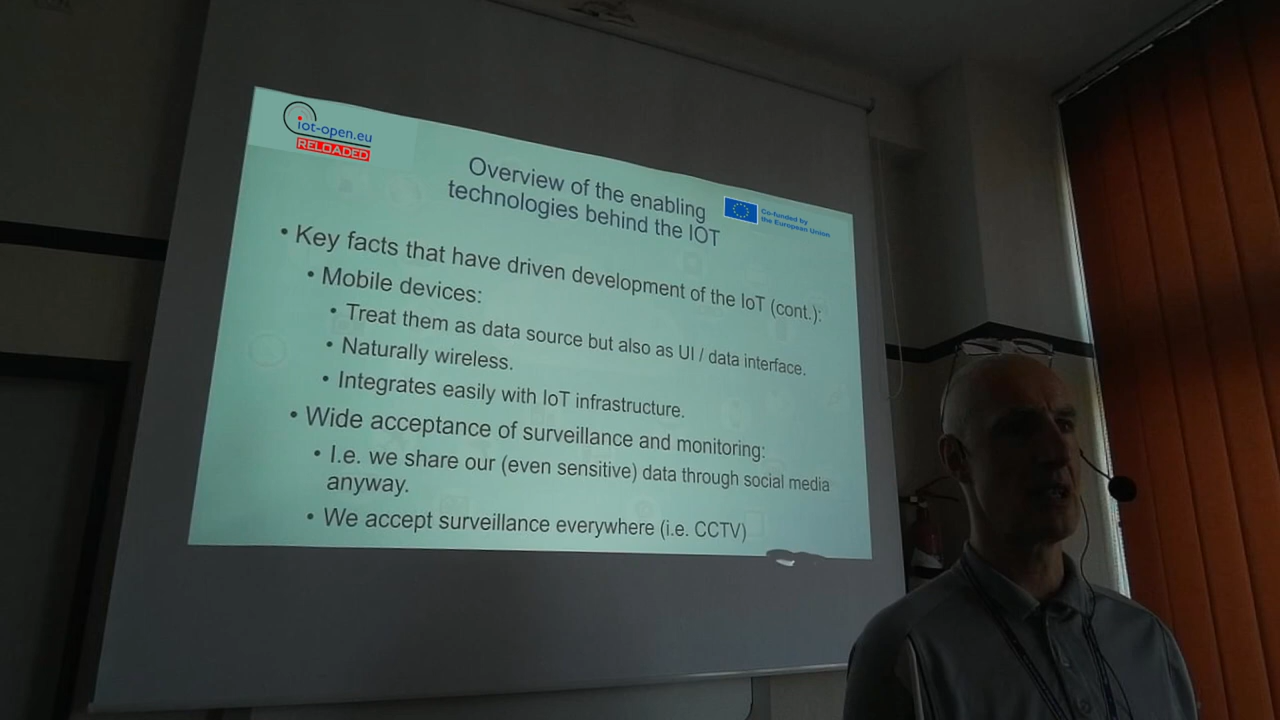 iot-open.eu
RELOADED
Overview of the enabling
technologies behind the IOT
Co-funded by
the European Union
• Key facts that have driven development of the IoT (cont.):
• Mobile devices:
• Treat them as data source but also as UI / data interface.
• Naturally wireless.
• Integrates easily with IoT infrastructure.
• Wide acceptance of surveillance and monitoring:
• I.e. we share our (even sensitive) data through social media
anyway.
• We accept surveillance everywhere (i.e. CCTV)